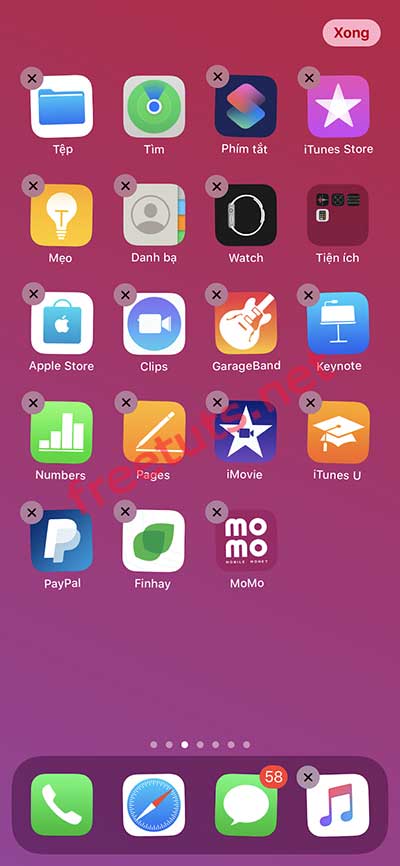 Xong
Tệp Tìm Phím tắt iTunes Store
Mẹo Danh bạ Watch Tiện ích
Apple Store Clips GarageBand Keynote
Numbers Pages iMovie iTunes U
freetuts.net
MO
MO
MOBILE MONEY
PayPal Finhay MoMo
58